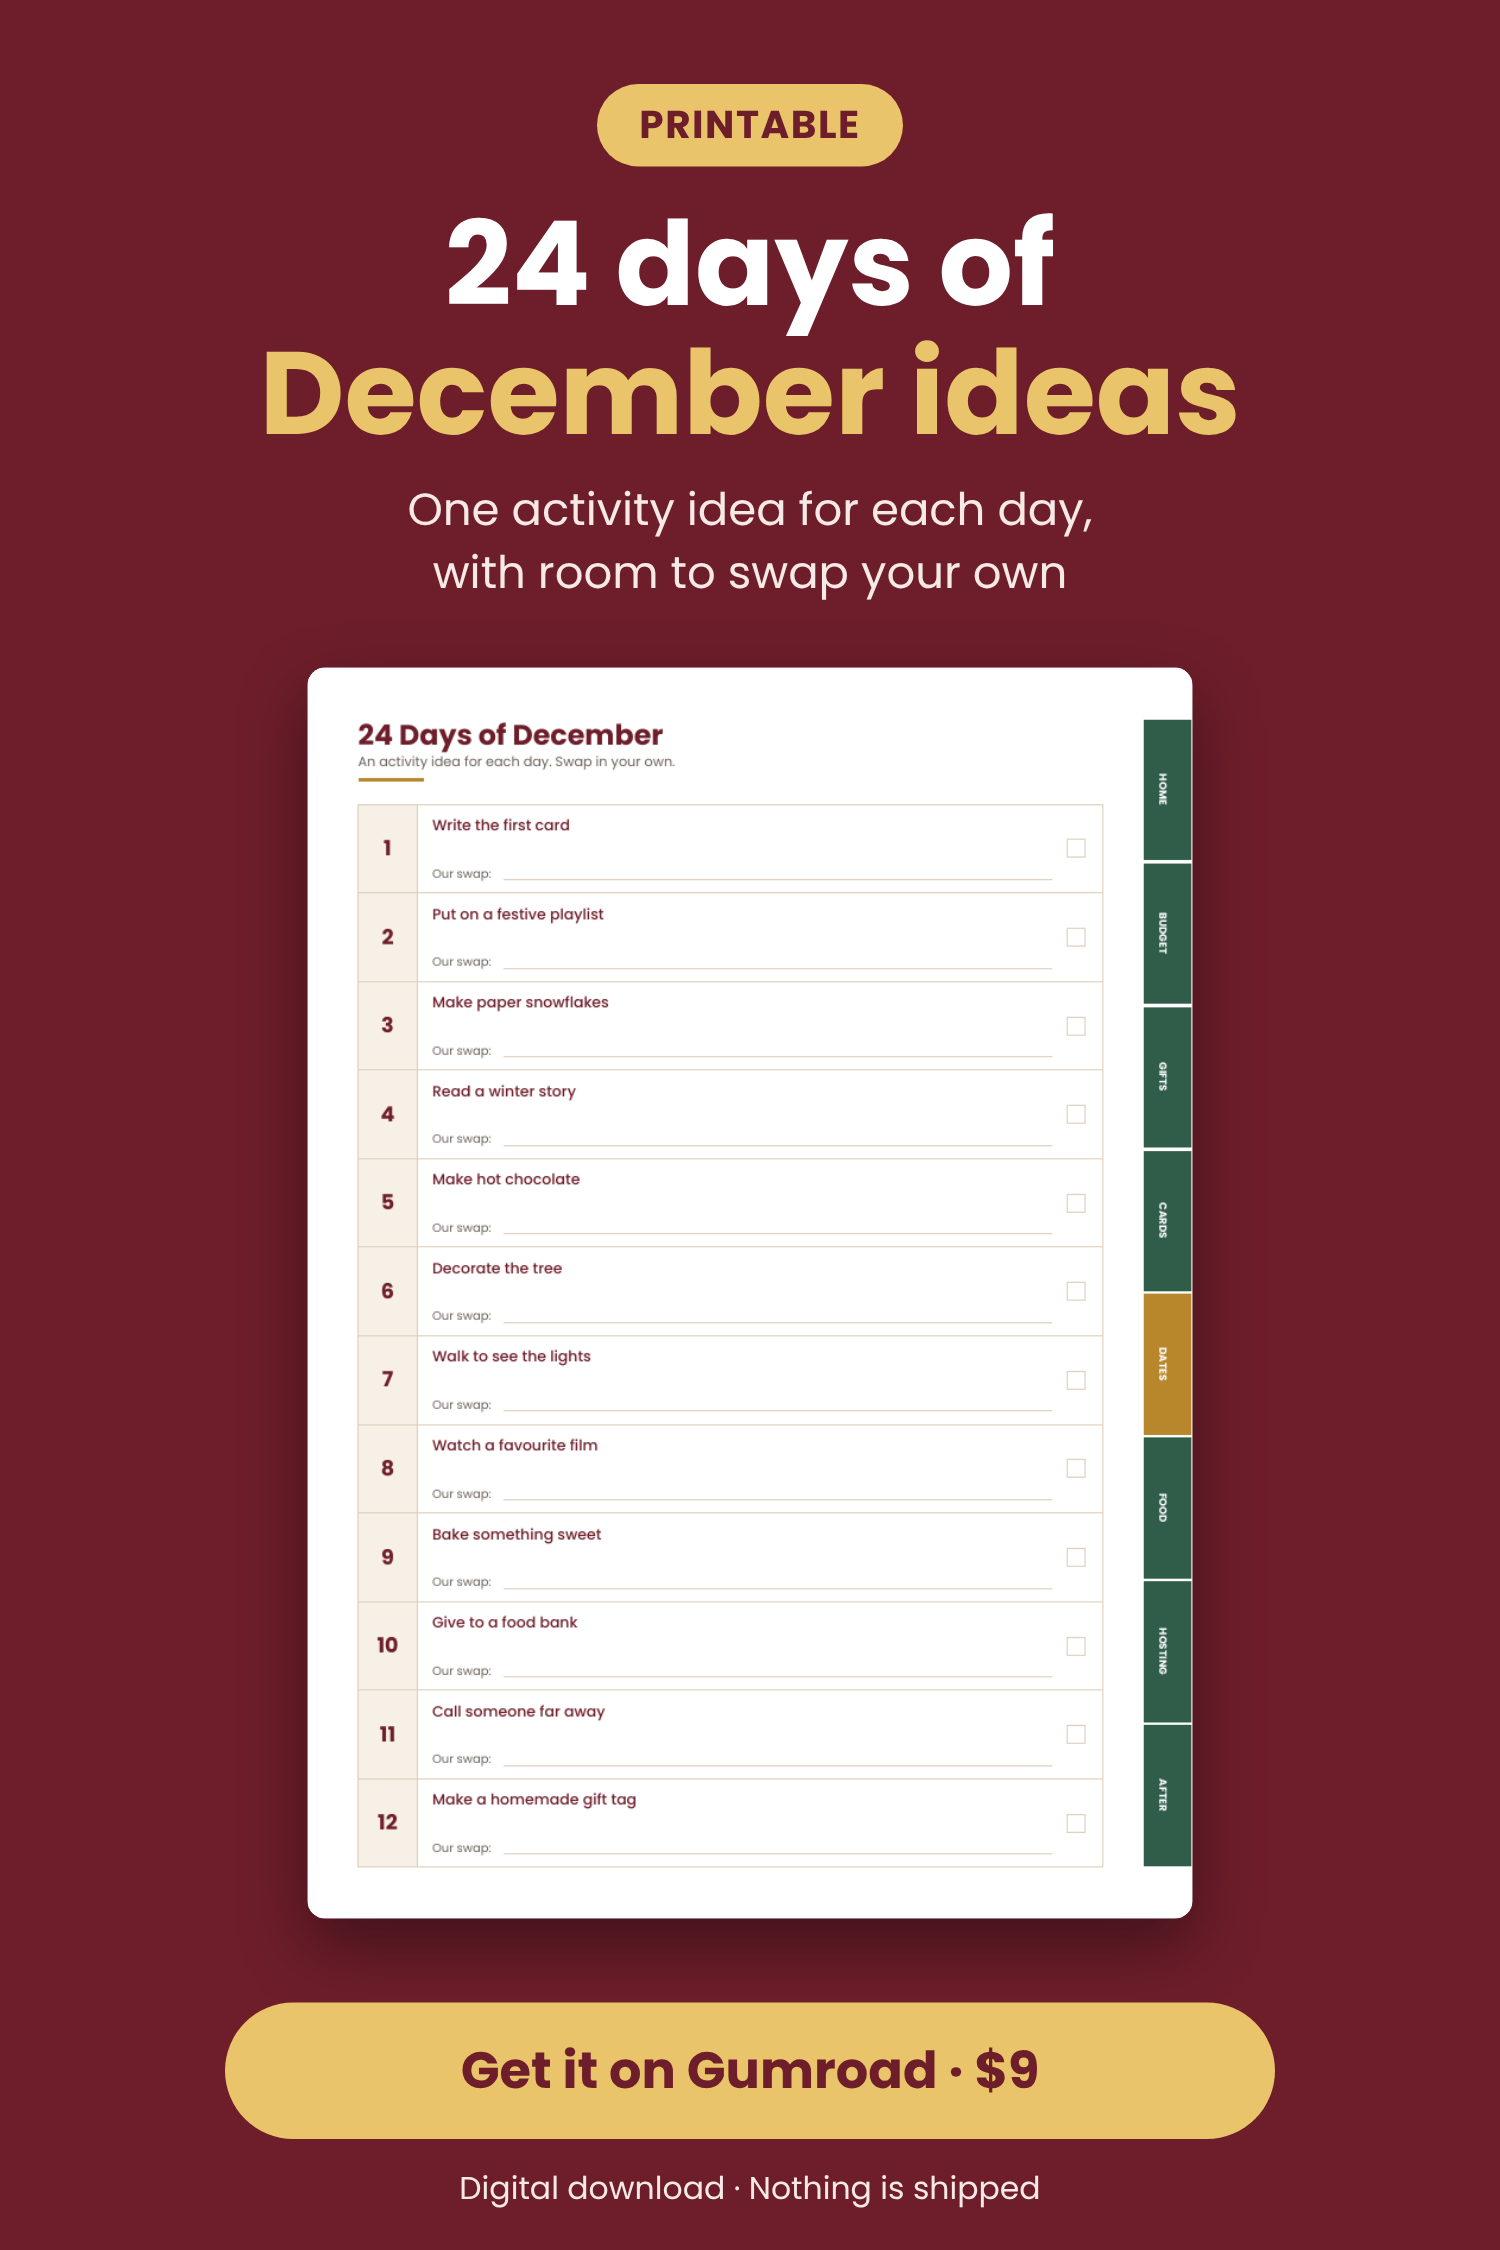 PRINTABLE
24 days of
December ideas
One activity idea for each day,
with room to swap your own
24 Days of December
An activity idea for each day. Swap in your own.
1
Write the first card
Our swap:
2
Put on a festive playlist
Our swap:
3
Make paper snowflakes
Our swap:
4
Read a winter story
Our swap:
5
Make hot chocolate
Our swap:
6
Decorate the tree
Our swap:
7
Walk to see the lights
Our swap:
8
Watch a favourite film
Our swap:
9
Bake something sweet
Our swap:
10
Give to a food bank
Our swap:
11
Call someone far away
Our swap:
12
Make a homemade gift tag
Our swap:
HOME
BUDGET
GIFTS
CARDS
DATES
FOOD
HOSTING
AFTER
Get it on Gumroad · $9
Digital download · Nothing is shipped